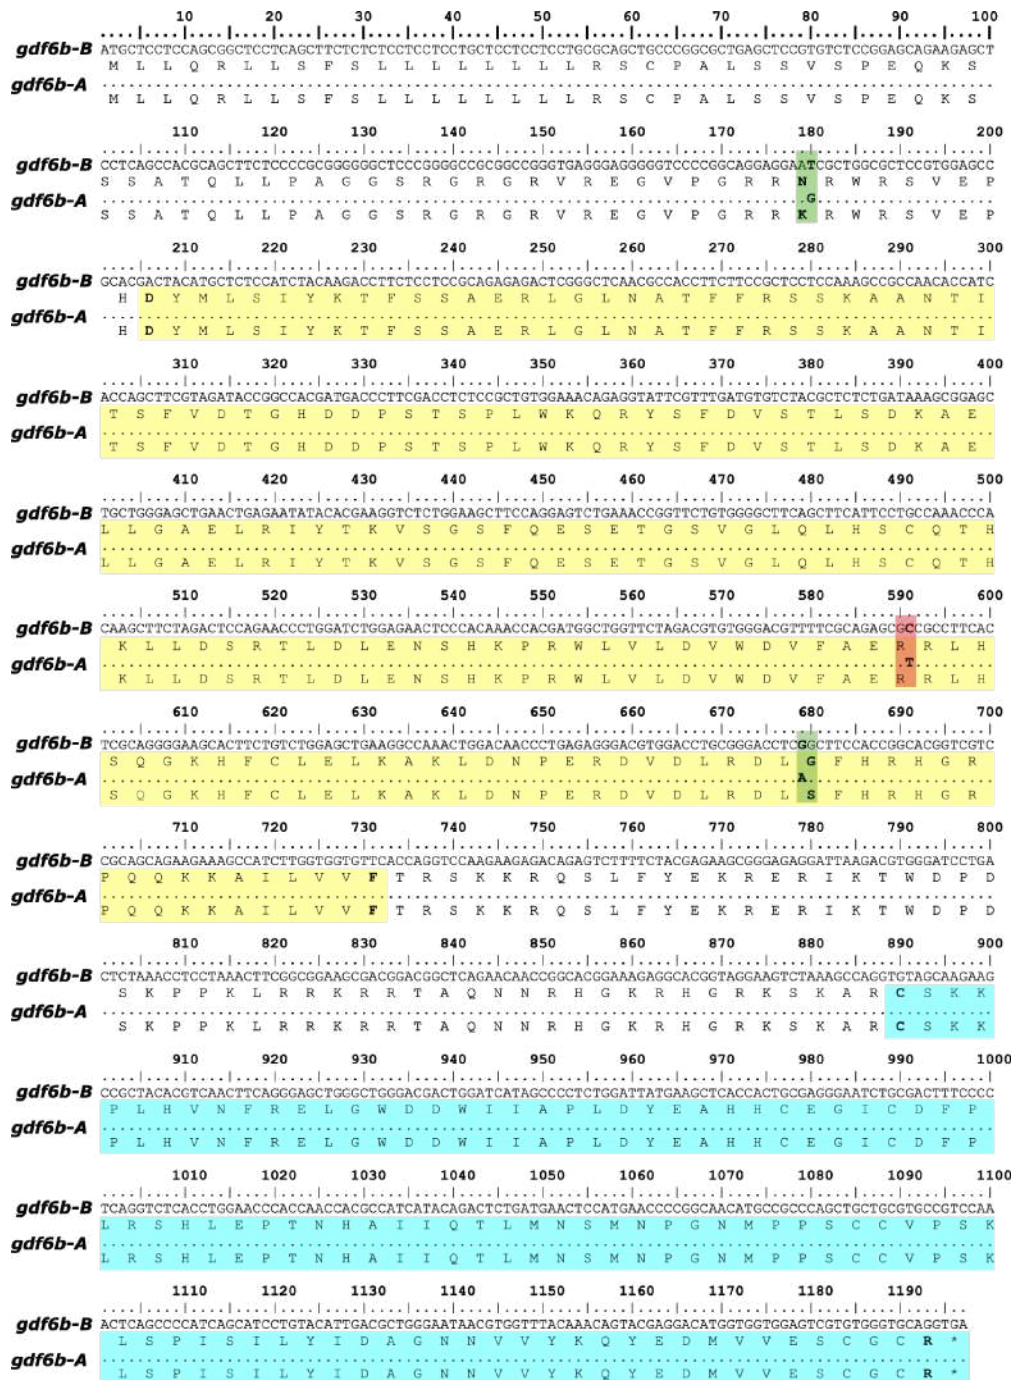 10 20 30 40 50 60 70 80 90 100
gdf6b-B ATGCTCCTCCAGCGGCTCCTCAGCTTCTCTCTCCTCCTCCTGCTCCTCCTCCTGCGCAGCTGCCCGGCGCTGAGCTCCGTGTCTCCGGAGCAGAAGAGCT
M L L Q R L L S F S L L L L L L L L R S C P A L S S V S P E Q K S
gdf6b-A
M L L Q R L L S F S L L L L L L L L R S C P A L S S V S P E Q K S
110 120 130 140 150 160 170 180 190 200
gdf6b-B CCTCAGCCACGCAGCTTCTCCCCGCGGGGGGCTCCCGGGGCCGCGGCCGGGTGAGGGAGGGGGTCCCCGGCAGGAGGAATCGCTGGCGCTCCGTGGAGCC
S S A T Q L L P A G G S R G R G R V R E G V P G R R N R W R S V E P
gdf6b-A G
S S A T Q L L P A G G S R G R G R V R E G V P G R R K R W R S V E P
210 220 230 240 250 260 270 280 290 300
gdf6b-B GCACGACTACATGCTCTCCATCTACAAGACCTTCTCCTCCGCAGAGAGACTCGGGCTCAACGCCACCTTCTTCCGCTCCTCCAAAGCCGCCAACACCATC
H D Y M L S I Y K T F S S A E R L G L N A T F F R S S K A A N T I
gdf6b-A
H D Y M L S I Y K T F S S A E R L G L N A T F F R S S K A A N T I
310 320 330 340 350 360 370 380 390 400
gdf6b-B ACCAGCTTCGTAGATACCGGCCACGATGACCCTTCGACCTCTCCGCTGTGGAAACAGAGGTATTCGTTTGATGTGTCTACGCTCTCTGATAAAGCGGAGC
T S F V D T G H D D P S T S P L W K Q R Y S F D V S T L S D K A E
gdf6b-A
T S F V D T G H D D P S T S P L W K Q R Y S F D V S T L S D K A E
410 420 430 440 450 460 470 480 490 500
gdf6b-B TGCTGGGAGCTGAACTGAGAATATACACGAAGGTCTCTGGAAGCTTCCAGGAGTCTGAAACCGGTTCTGTGGGGCTTCAGCTTCATTCCTGCCAAACCCA
L L G A E L R I Y T K V S G S F Q E S E T G S V G L Q L H S C Q T H
gdf6b-A
L L G A E L R I Y T K V S G S F Q E S E T G S V G L Q L H S C Q T H
510 520 530 540 550 560 570 580 590 600
gdf6b-B CAAGCTTCTAGACTCCAGAACCCTGGATCTGGAGAACTCCCACAAACCACGATGGCTGGTTCTAGACGTGTGGGACGTTTTCGCAGAGCGCCGCCTTCAC
K L L D S R T L D L E N S H K P R W L V L D V W D V F A E R R L H
gdf6b-A T
K L L D S R T L D L E N S H K P R W L V L D V W D V F A E R R L H
610 620 630 640 650 660 670 680 690 700
gdf6b-B TCGCAGGGGAAGCACTTCTGTCTGGAGCTGAAGGCCAAACTGGACAACCCTGAGAGGGACGTGGACCTGCGGGACCTCGGCTTCCACCGGCACGGTCGTC
S Q G K H F C L E L K A K L D N P E R D V D L R D L G F H R H G R
gdf6b-A A
S Q G K H F C L E L K A K L D N P E R D V D L R D L S F H R H G R
710 720 730 740 750 760 770 780 790 800
gdf6b-B CGCAGCAGAAGAAAGCCATCTTGGTGGTGTTCACCAGGTCCAAGAAGAGACAGAGTCTTTTCTACGAGAAGCGGGAGAGGATTAAGACGTGGGATCCTGA
P Q Q K K A I L V V F T R S K K R Q S L F Y E K R E R I K T W D P D
gdf6b-A
P Q Q K K A I L V V F T R S K K R Q S L F Y E K R E R I K T W D P D
810 820 830 840 850 860 870 880 890 900
gdf6b-B CTCTAAACCTCCTAAACTTCGGCGGAAGCGACGGACGGCTCAGAACAACCGGCACGGAAAGAGGCACGGTAGGAAGTCTAAAGCCAGGTGTAGCAAGAAG
S K P P K L R R K R R T A Q N N R H G K R H G R K S K A R C S K K
gdf6b-A
S K P P K L R R K R R T A Q N N R H G K R H G R K S K A R C S K K
910 920 930 940 950 960 970 980 990 1000
gdf6b-B CCGCTACACGTCAACTTCAGGGAGCTGGGCTGGGACGACTGGATCATAGCCCCTCTGGATTATGAAGCTCACCACTGCGAGGGAATCTGCGACTTTCCCC
P L H V N F R E L G W D D W I I A P L D Y E A H H C E G I C D F P
gdf6b-A
P L H V N F R E L G W D D W I I A P L D Y E A H H C E G I C D F P
1010 1020 1030 1040 1050 1060 1070 1080 1090 1100
gdf6b-B TCAGGTCTCACCTGGAACCCACCAACCACGCCATCATACAGACTCTGATGAACTCCATGAACCCCGGCAACATGCCGCCCAGCTGCTGCGTGCCGTCCAA
L R S H L E P T N H A I I Q T L M N S M N P G N M P P S C C V P S K
gdf6b-A
L R S H L E P T N H A I I Q T L M N S M N P G N M P P S C C V P S K
1110 1120 1130 1140 1150 1160 1170 1180 1190
gdf6b-B ACTCAGCCCCATCAGCATCCTGTACATTGACGCTGGGAATAACGTGGTTTACAAACAGTACGAGGACATGGTGGTGGAGTCGTGTGGGTGCAGGTGA
L S P I S I L Y I D A G N N V V Y K Q Y E D M V V E S C G C R *
gdf6b-A
L S P I S I L Y I D A G N N V V Y K Q Y E D M V V E S C G C R *